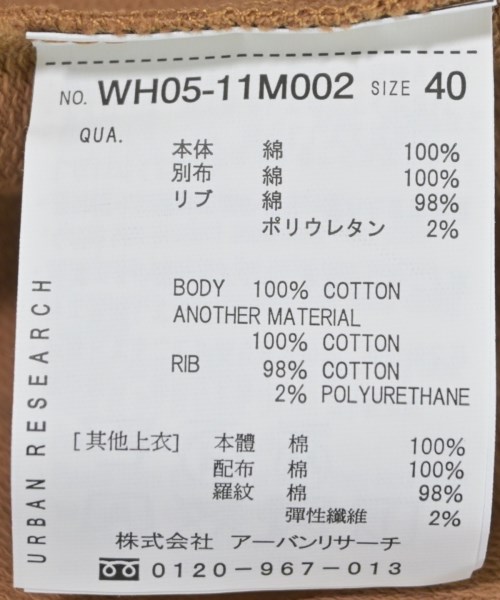 NO. WH05-11M002 SIZE 40
QUA.
本体 綿 100%
別布 綿 100%
リブ 綿 98%
ポリウレタン 2%
BODY 100% COTTON
ANOTHER MATERIAL
100% COTTON
RIB 98% COTTON
2% POLYURETHANE
[其他上衣] 本體 棉 100%
配布 棉 100%
羅紋 棉 98%
彈性纖維 2%
株式会社 アーバンリサーチ
0120-967-013
URBAN RESEARCH